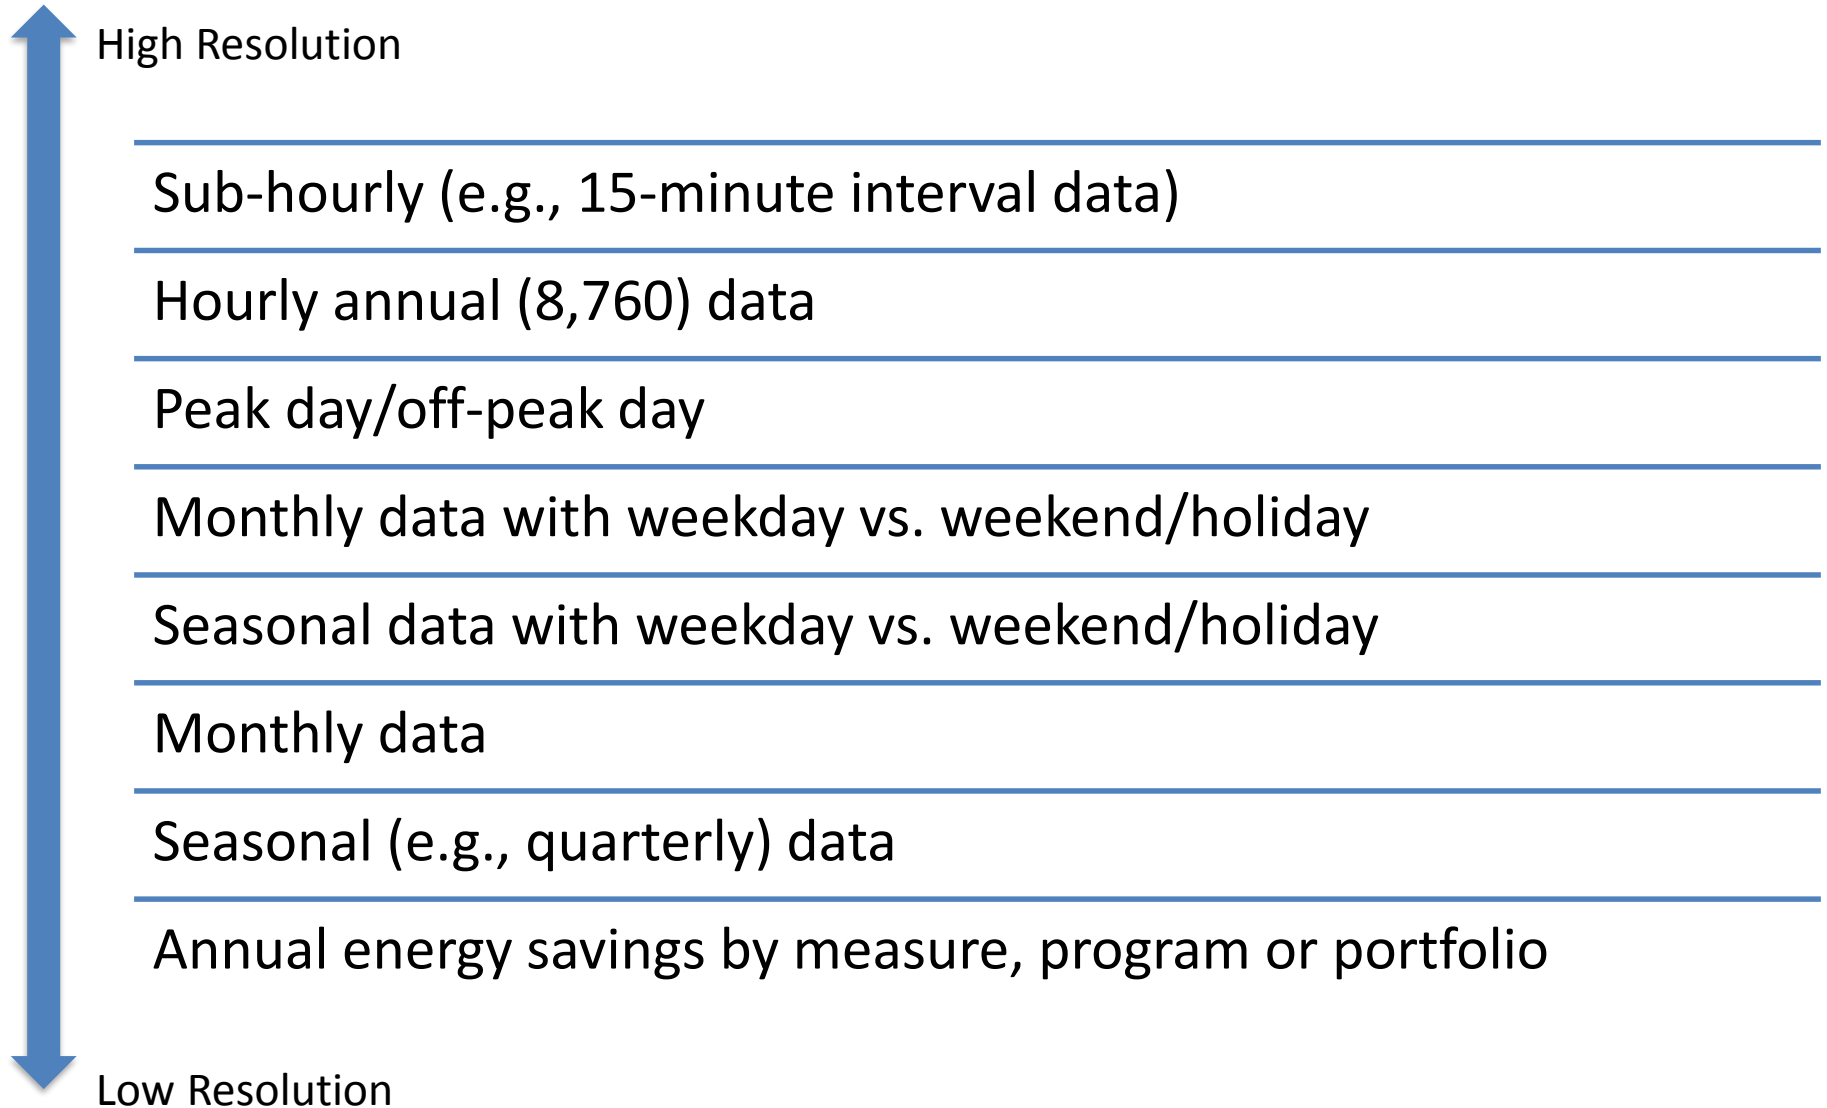 High Resolution
Sub-hourly (e.g., 15-minute interval data)
Hourly annual (8,760) data
Peak day/off-peak day
Monthly data with weekday vs. weekend/holiday
Seasonal data with weekday vs. weekend/holiday
Monthly data
Seasonal (e.g., quarterly) data
Annual energy savings by measure, program or portfolio
Low Resolution